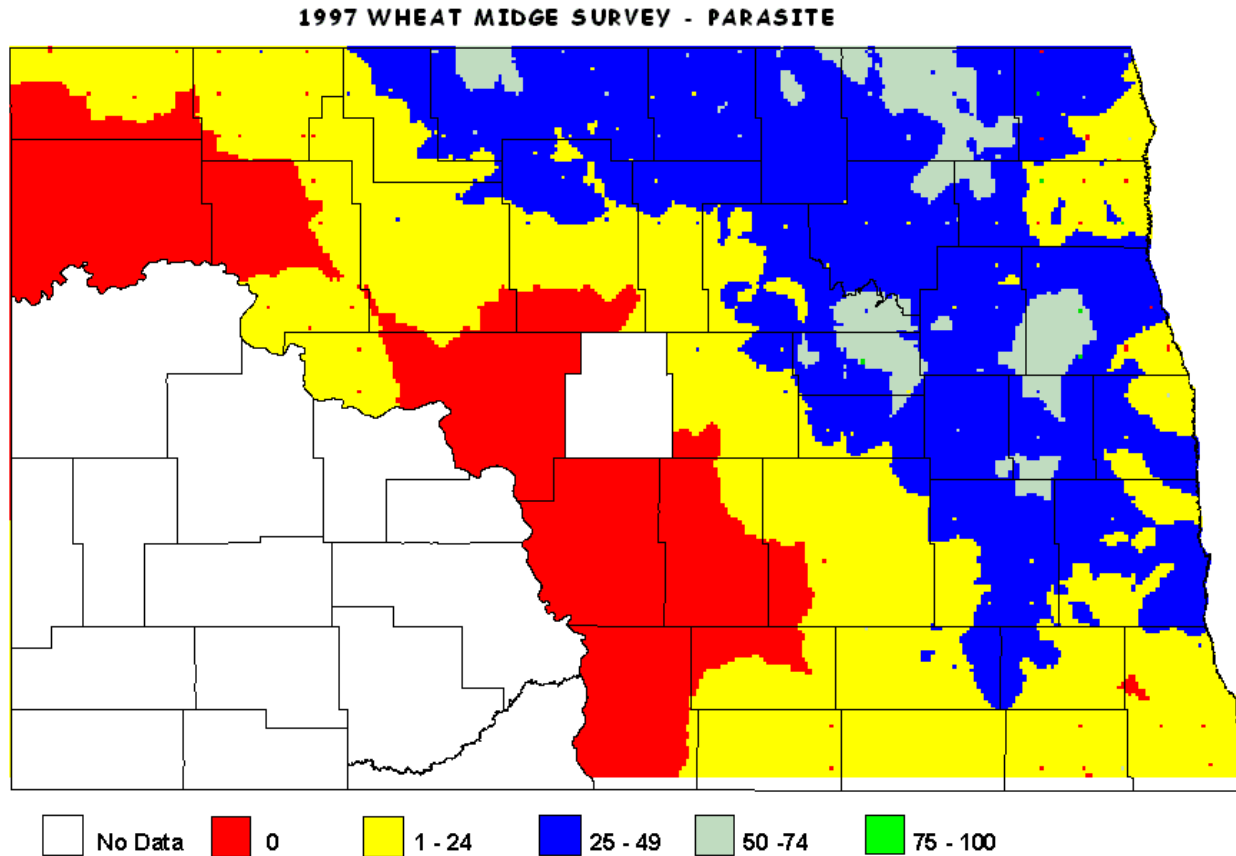 1997 WHEAT MIDGE SURVEY - PARASITE
No Data 0 1 - 24 25 - 49 50 -74 75 - 100